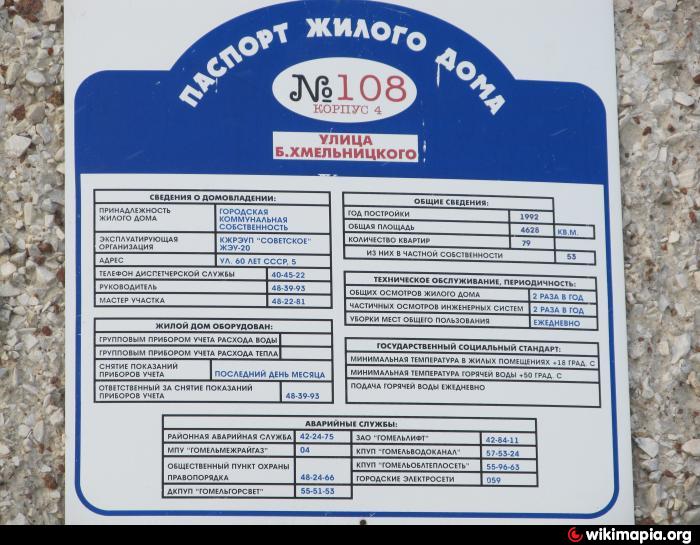 ПАСПОРТ ЖИЛОГО ДОМА
№108
КОРПУС 4
УЛИЦА
Б.ХМЕЛЬНИЦКОГО
СВЕДЕНИЯ О ДОМОВЛАДЕНИИ:
ПРИНАДЛЕЖНОСТЬ ЖИЛОГО ДОМА ГОРОДСКАЯ КОММУНАЛЬНАЯ СОБСТВЕННОСТЬ
ЭКСПЛУАТИРУЮЩАЯ ОРГАНИЗАЦИЯ КЖРЭУП "СОВЕТСКОЕ" ЖЭУ-20
АДРЕС УЛ. 60 ЛЕТ СССР, 5
ТЕЛЕФОН ДИСПЕТЧЕРСКОЙ СЛУЖБЫ 40-45-22
РУКОВОДИТЕЛЬ 48-39-93
МАСТЕР УЧАСТКА 48-22-81
ЖИЛОЙ ДОМ ОБОРУДОВАН:
ГРУППОВЫМ ПРИБОРОМ УЧЕТА РАСХОДА ВОДЫ
ГРУППОВЫМ ПРИБОРОМ УЧЕТА РАСХОДА ТЕПЛА
СНЯТИЕ ПОКАЗАНИЙ ПРИБОРОВ УЧЕТА ПОСЛЕДНИЙ ДЕНЬ МЕСЯЦА
ОТВЕТСТВЕННЫЙ ЗА СНЯТИЕ ПОКАЗАНИЙ ПРИБОРОВ УЧЕТА 48-39-93
ОБЩИЕ СВЕДЕНИЯ:
ГОД ПОСТРОЙКИ 1992
ОБЩАЯ ПЛОЩАДЬ 4628 КВ.М.
КОЛИЧЕСТВО КВАРТИР 79
ИЗ НИХ В ЧАСТНОЙ СОБСТВЕННОСТИ 53
ТЕХНИЧЕСКОЕ ОБСЛУЖИВАНИЕ, ПЕРИОДИЧНОСТЬ:
ОБЩИХ ОСМОТРОВ ЖИЛОГО ДОМА 2 РАЗА В ГОД
ЧАСТИЧНЫХ ОСМОТРОВ ИНЖЕНЕРНЫХ СИСТЕМ 2 РАЗА В ГОД
УБОРКИ МЕСТ ОБЩЕГО ПОЛЬЗОВАНИЯ ЕЖЕДНЕВНО
ГОСУДАРСТВЕННЫЙ СОЦИАЛЬНЫЙ СТАНДАРТ:
МИНИМАЛЬНАЯ ТЕМПЕРАТУРА В ЖИЛЫХ ПОМЕЩЕНИЯХ +18 ГРАД. С
МИНИМАЛЬНАЯ ТЕМПЕРАТУРА ГОРЯЧЕЙ ВОДЫ +50 ГРАД. С
ПОДАЧА ГОРЯЧЕЙ ВОДЫ ЕЖЕДНЕВНО
АВАРИЙНЫЕ СЛУЖБЫ:
РАЙОННАЯ АВАРИЙНАЯ СЛУЖБА 42-24-75
МПУ "ГОМЕЛЬМЕЖРАЙГАЗ" 04
ОБЩЕСТВЕННЫЙ ПУНКТ ОХРАНЫ ПРАВОПОРЯДКА 48-24-66
ДКПУП "ГОМЕЛЬГОРСВЕТ" 55-51-53
ЗАО "ГОМЕЛЬЛИФТ" 42-84-11
КПУП "ГОМЕЛЬВОДОКАНАЛ" 57-53-24
КПУП "ГОМЕЛЬОБЛТЕПЛОСЕТЬ" 55-96-63
ГОРОДСКИЕ ЭЛЕКТРОСЕТИ 059
wikimapia.org